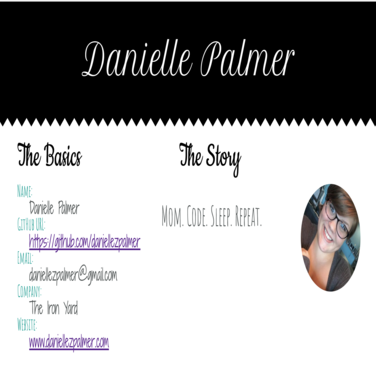 Danielle Palmer
The Basics
Name:
Danielle Palmer
GitHub URL:
https://github.com/daniellezpalmer
Email:
daniellezpalmer@gmail.com
Company:
The Iron Yard
Website:
www.daniellezpalmer.com
The Story
Mom. Code. Sleep. Repeat.